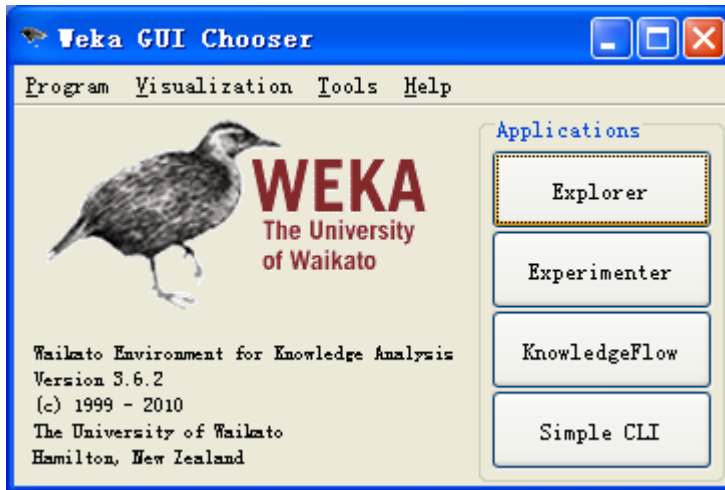 Weka GUI Chooser
Program Visualization Tools Help
WEKA
The University
of Waikato
Waikato Environment for Knowledge Analysis
Version 3.6.2
(c) 1999 - 2010
The University of Waikato
Hamilton, New Zealand
Applications
Explorer
Experimenter
KnowledgeFlow
Simple CLI